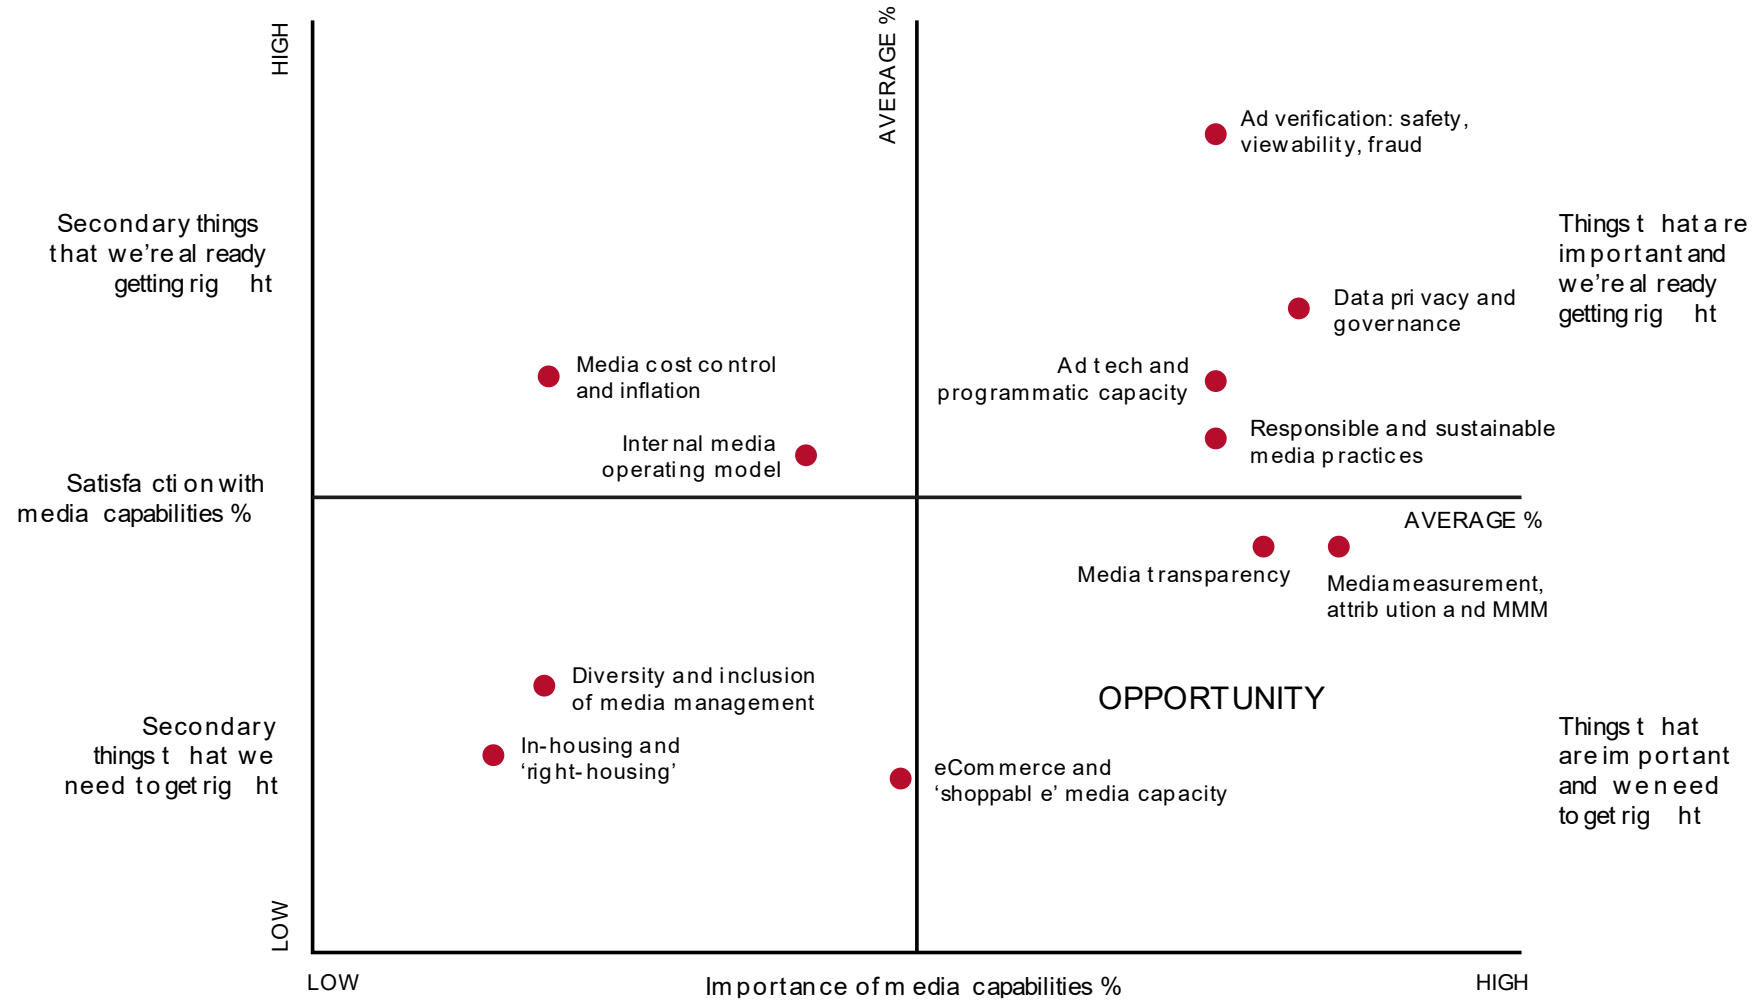 HIGH
AVERAGE %
Ad verification: safety,
viewability, fraud
Secondary things
that we’re already
getting right
Things that are
important and
we’re already
getting right
Data privacy and
governance
Media cost control
and inflation
Ad tech and
programmatic capacity
Internal media
operating model
Responsible and sustainable
media practices
Satisfaction with
media capabilities %
AVERAGE %
Media transparency
Media measurement,
attribution and MMM
Diversity and inclusion
of media management
OPPORTUNITY
Secondary
things that we
need to get right
In-housing and
‘right-housing’
eCommerce and
‘shoppable’ media capacity
Things that
are important
and we need
to get right
LOW
LOW
Importance of media capabilities %
HIGH